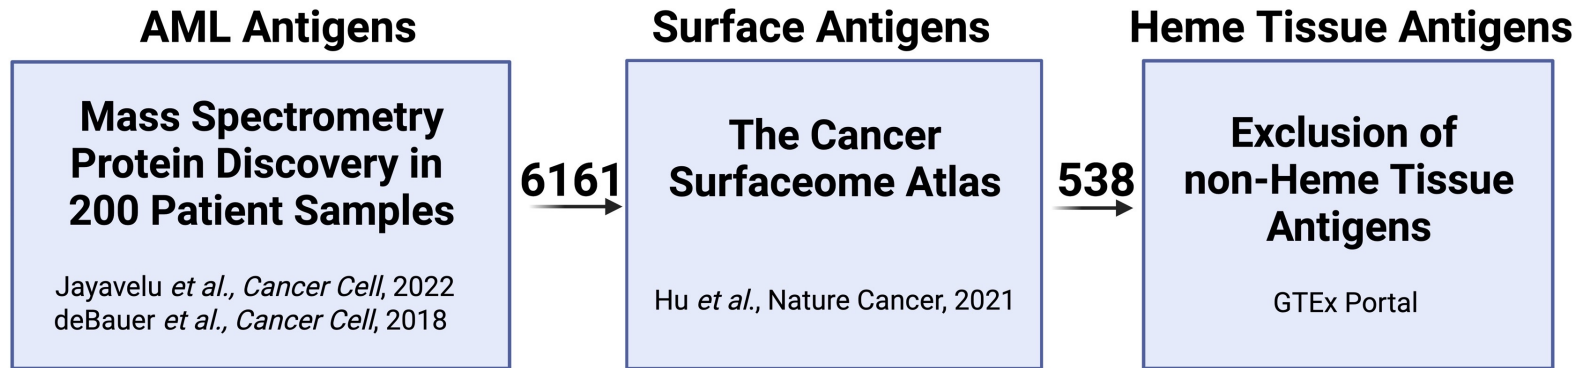 AML Antigens
Mass Spectrometry
Protein Discovery in
200 Patient Samples
Jayavelu et al., Cancer Cell, 2022
deBauer et al., Cancer Cell, 2018
6161
Surface Antigens
The Cancer
Surfaceome Atlas
Hu et al., Nature Cancer, 2021
538
Heme Tissue Antigens
Exclusion of
non-Heme Tissue
Antigens
GTEx Portal